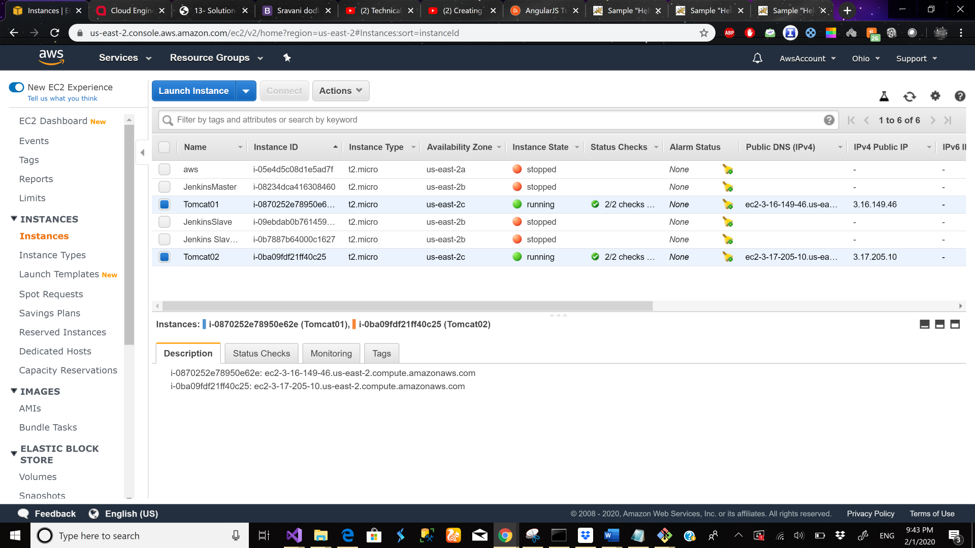 Instances | E
Cloud Engin
13- Solution
Sravani dodl
(2) Technical
(2) Creating
AngularJS Tu
Sample "Hel
Sample "Hel
Sample "He
us-east-2.console.aws.amazon.com/ec2/v2/home?region=us-east-2#Instances:sort=instanceId
aws
Services
Resource Groups
AwsAccount
Ohio
Support
New EC2 Experience
Tell us what you think
Launch Instance
Connect
Actions
EC2 Dashboard New
Events
Tags
Reports
Limits
INSTANCES
Instances
Instance Types
Launch Templates New
Spot Requests
Savings Plans
Reserved Instances
Dedicated Hosts
Capacity Reservations
IMAGES
AMIs
Bundle Tasks
ELASTIC BLOCK
STORE
Volumes
Snapshots
Filter by tags and attributes or search by keyword
1 to 6 of 6
Name Instance ID Instance Type Availability Zone Instance State Status Checks Alarm Status Public DNS (IPv4) IPv4 Public IP IPv6 I
aws i-05e4d5c08d1e5ad7f t2.micro us-east-2a stopped None - -
JenkinsMaster i-08234dca416308460 t2.micro us-east-2b stopped None - -
Tomcat01 i-0870252e78950e6... t2.micro us-east-2c running 2/2 checks ... None ec2-3-16-149-46.us-ea... 3.16.149.46 -
JenkinsSlave i-09ebdab0b761459... t2.micro us-east-2b stopped None - -
Jenkins Slav... i-0b7887b64000c1627 t2.micro us-east-2b stopped None - -
Tomcat02 i-0ba09fdf21ff40c25 t2.micro us-east-2c running 2/2 checks ... None ec2-3-17-205-10.us-ea... 3.17.205.10 -
Instances: i-0870252e78950e62e (Tomcat01), i-0ba09fdf21ff40c25 (Tomcat02)
Description
Status Checks
Monitoring
Tags
i-0870252e78950e62e: ec2-3-16-149-46.us-east-2.compute.amazonaws.com
i-0ba09fdf21ff40c25: ec2-3-17-205-10.us-east-2.compute.amazonaws.com
Feedback
English (US)
© 2008 - 2020, Amazon Web Services, Inc. or its affiliates. All rights reserved.
Privacy Policy
Terms of Use
Type here to search
ENG
9:43 PM
2/1/2020